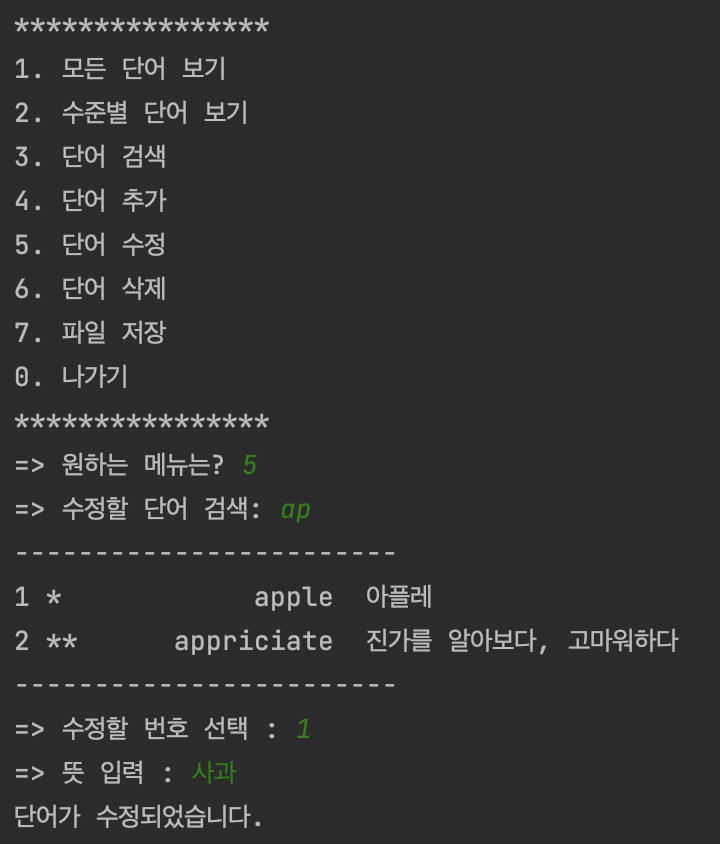 ****************
1. 모든 단어 보기
2. 수준별 단어 보기
3. 단어 검색
4. 단어 추가
5. 단어 수정
6. 단어 삭제
7. 파일 저장
0. 나가기
****************
=> 원하는 메뉴는? 5
=> 수정할 단어 검색: ap
------------------------
1 *            apple  아플레
2 **      appriciate  진가를 알아보다, 고마워하다
------------------------
=> 수정할 번호 선택 : 1
=> 뜻 입력 : 사과
단어가 수정되었습니다.